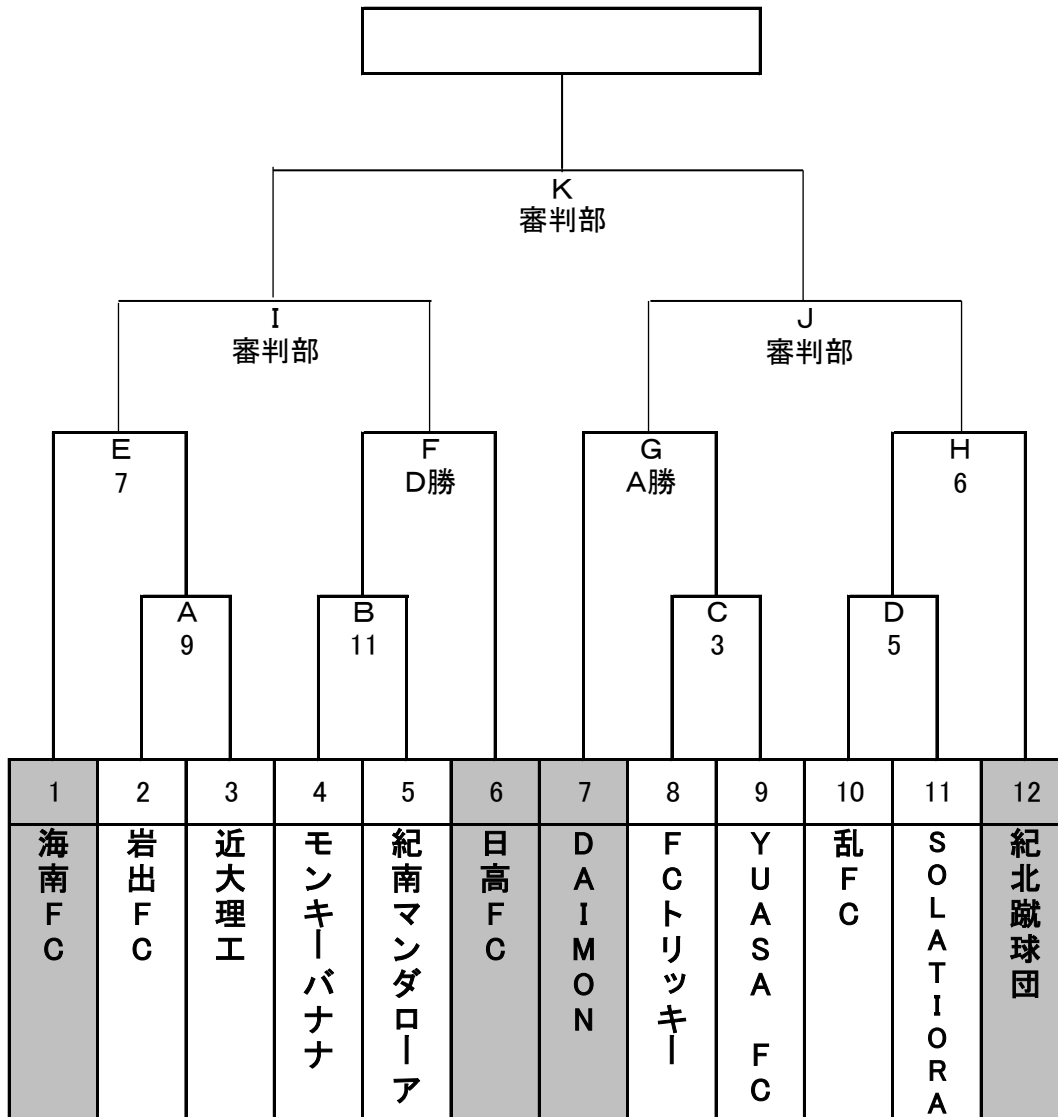 K
審判部
I
審判部
J
審判部
E
7
F
D勝
G
A勝
H
6
A
9
B
11
C
3
D
5
1
2
3
4
5
6
7
8
9
10
11
12
海南FC
岩出FC
近大理工
モンキーバナナ
紀南マンダローア
日高FC
DAIMON
FCトリッキー
YUASA FC
乱FC
SOLATIORA
紀北蹴球団